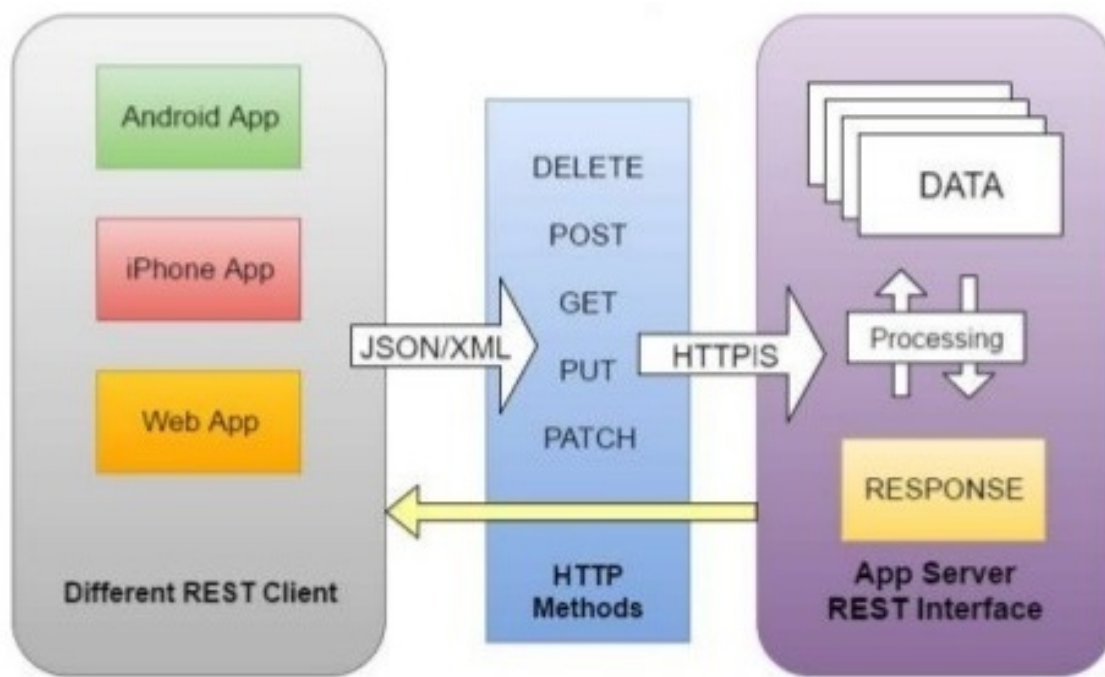 Android App
iPhone App
Web App
Different REST Client
JSON/XML
DELETE
POST
GET
PUT
PATCH
HTTP
Methods
HTTPIS
DATA
Processing
RESPONSE
App Server
REST Interface